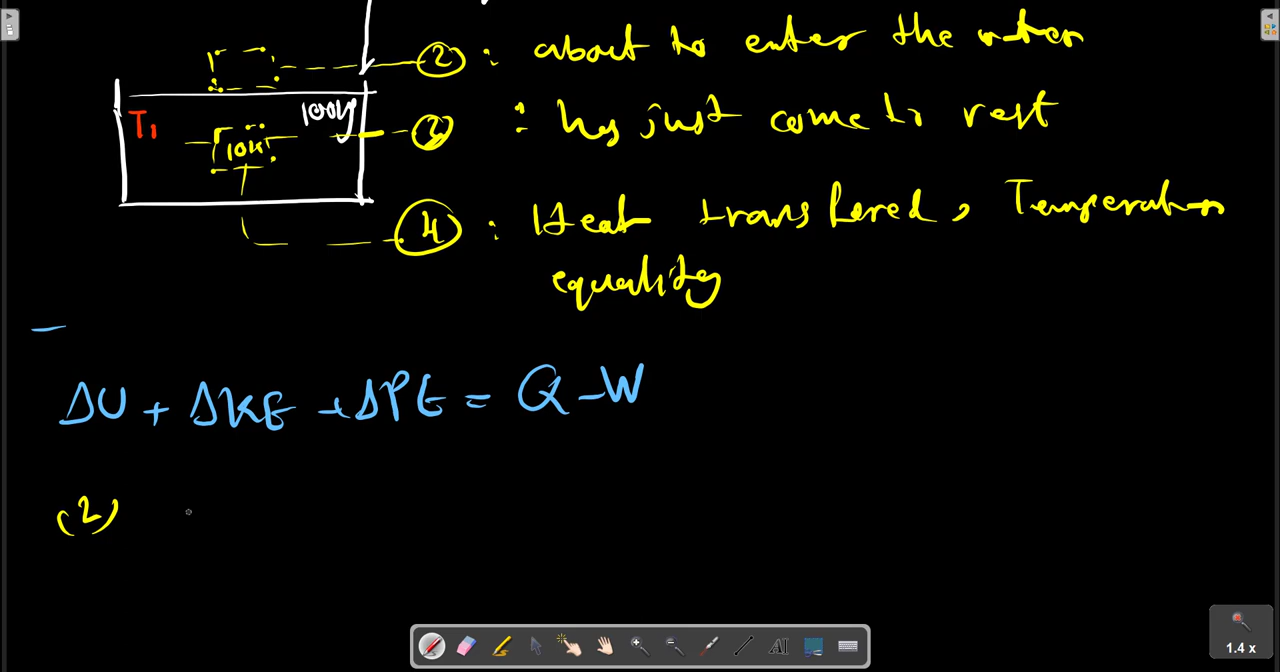 ② : about to enter the water
T1 100kg
10kg ③ : has just come to rest
④ : Heat transfered, Temperature
equality
ΔU + ΔKE + ΔPE = Q - W
(2)
AI
1.4 x